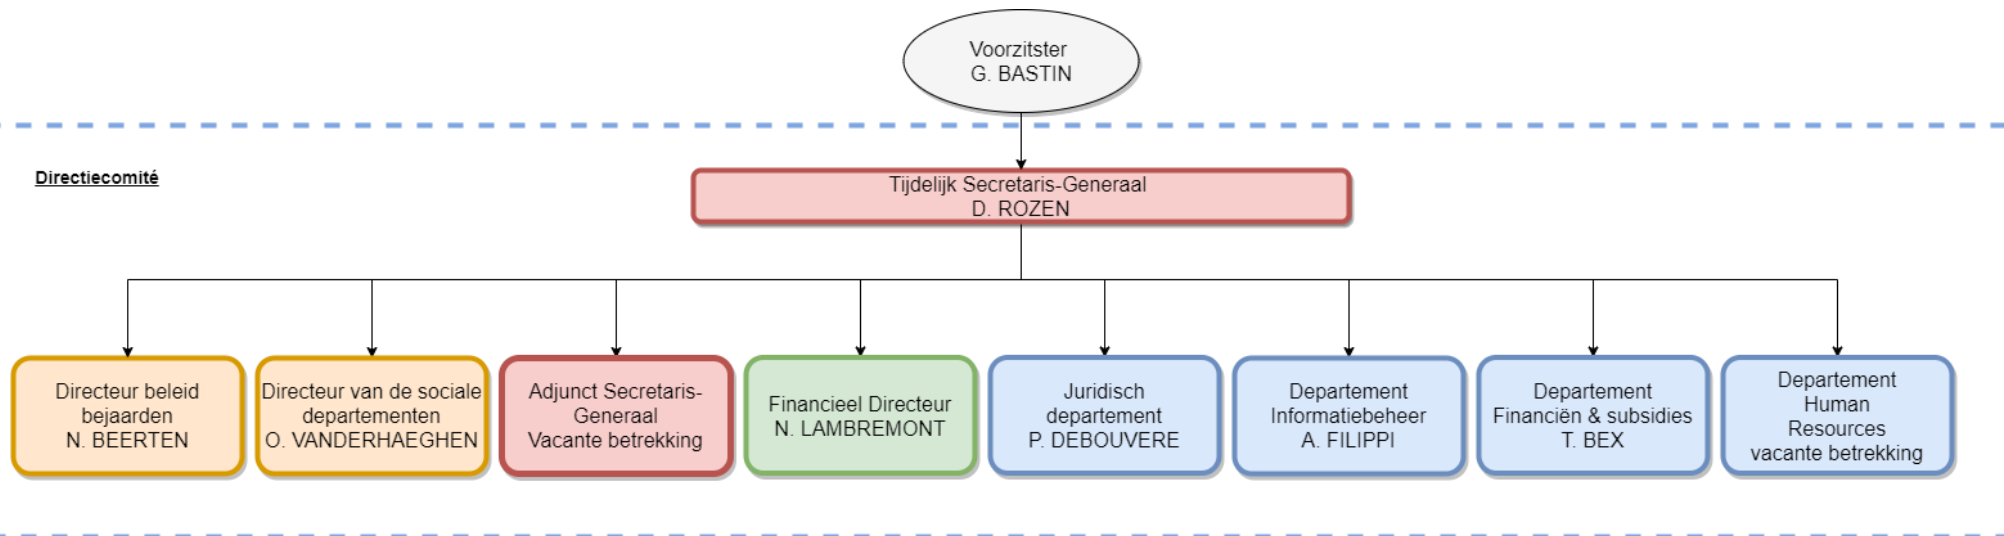 Voorzitster
G. BASTIN
Directiecomité
Tijdelijk Secretaris-Generaal
D. ROZEN
Directeur beleid
bejaarden
N. BEERTEN
Directeur van de sociale
departementen
O. VANDERHAEGHEN
Adjunct Secretaris-
Generaal
Vacante betrekking
Financieel Directeur
N. LAMBREMONT
Juridisch
departement
P. DEBOUVERE
Departement
Informatiebeheer
A. FILIPPI
Departement
Financiën & subsidies
T. BEX
Departement
Human
Resources
vacante betrekking